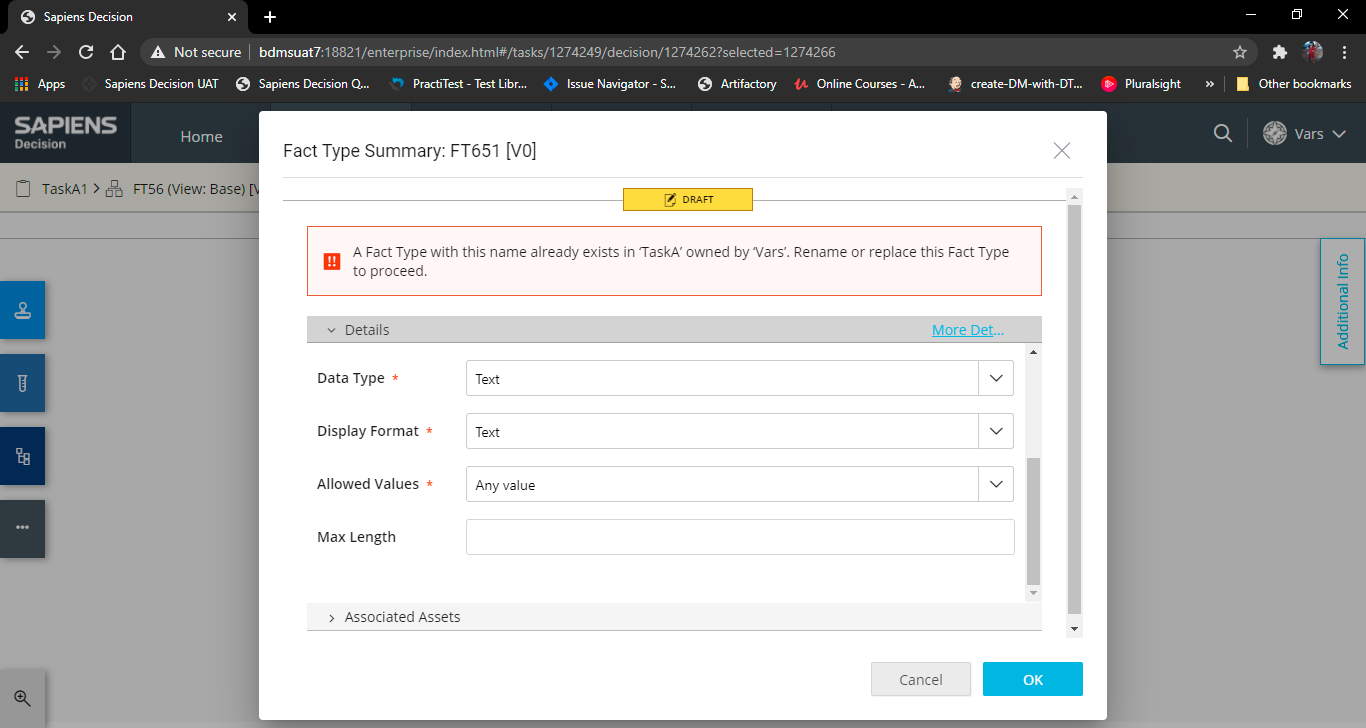 Sapiens Decision
Not secure bdmsuat7:18821/enterprise/index.html#/tasks/1274249/decision/1274262?selected=1274266
Apps Sapiens Decision UAT Sapiens Decision Q... PractiTest - Test Libr... Issue Navigator - S... Artifactory Online Courses - A... create-DM-with-DT... Pluralsight » Other bookmarks
SAPIENS
Decision
Home
Vars
TaskA1 > FT56 (View: Base) [V
Fact Type Summary: FT651 [V0]
DRAFT
A Fact Type with this name already exists in ‘TaskA’ owned by ‘Vars’. Rename or replace this Fact Type
to proceed.
Additional Info
Details More Det...
Data Type * Text
Display Format * Text
Allowed Values * Any value
Max Length
Associated Assets
Cancel OK